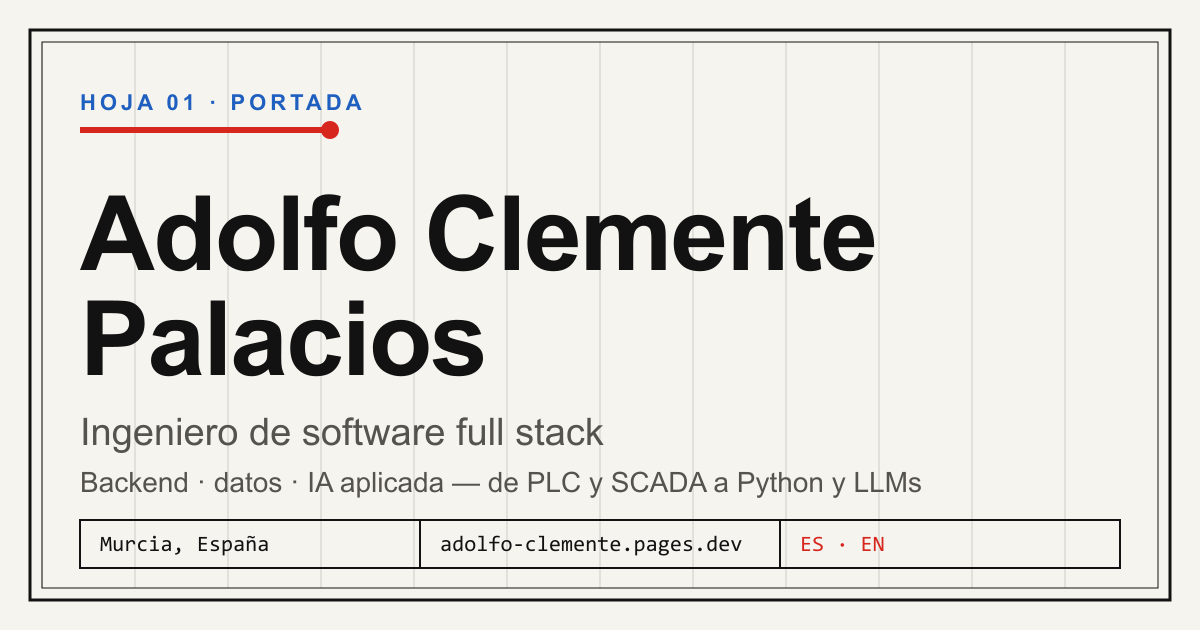 HOJA 01 · PORTADA
Adolfo Clemente
Palacios
Ingeniero de software full stack
Backend · datos · IA aplicada — de PLC y SCADA a Python y LLMs
Murcia, España
adolfo-clemente.pages.dev
ES · EN